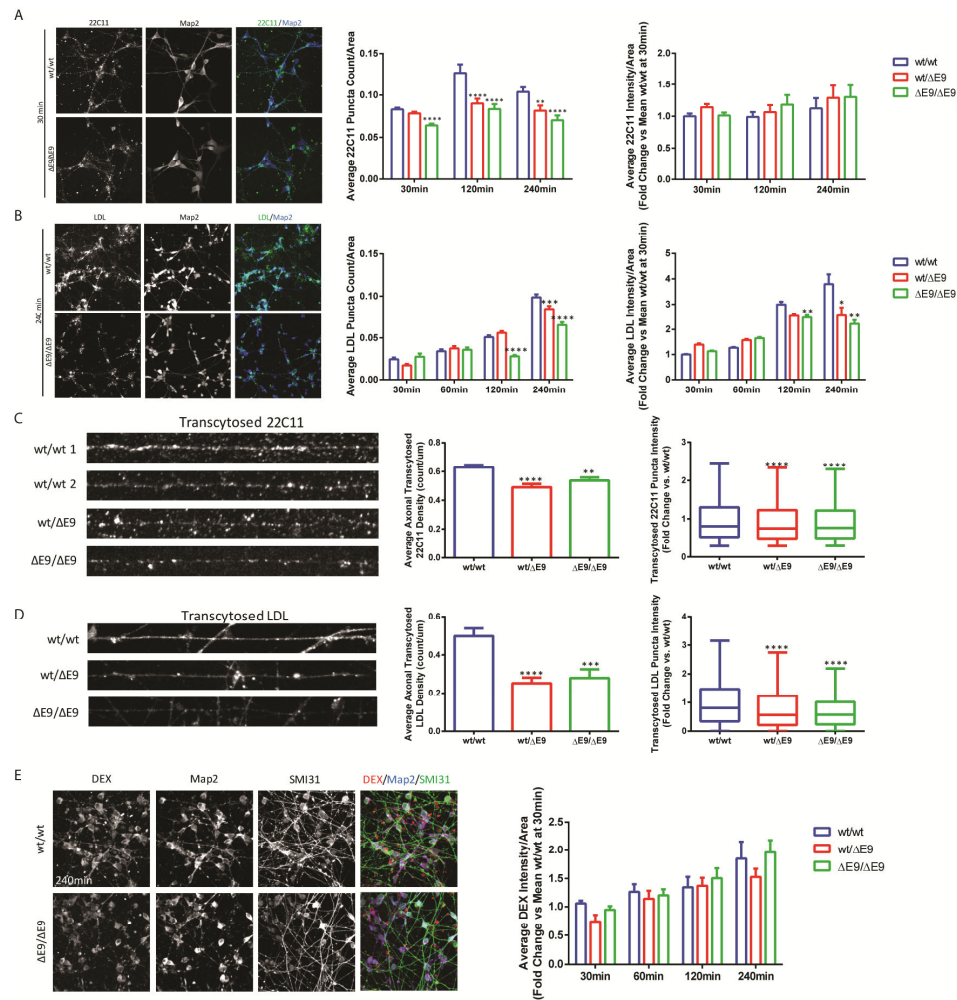 A
22C11
Map2
22C11/Map2
30 min
wt/wt
ΔE9/ΔE9
Average 22C11 Puncta Count/Area
0.15
0.10
0.05
0.00
**** ****
** ****
****
30min 120min 240min
Average 22C11 Intensity/Area
(Fold Change vs Mean wt/wt at 30min)
2.0
1.5
1.0
0.5
0.0
30min 120min 240min
wt/wt
wt/ΔE9
ΔE9/ΔE9
B
LDL
Map2
LDL/Map2
240 min
wt/wt
ΔE9/ΔE9
Average LDL Puncta Count/Area
0.15
0.10
0.05
0.00
****
*** ****
30min 60min 120min 240min
Average LDL Intensity/Area
(Fold Change vs Mean wt/wt at 30min)
5
4
3
2
1
0
**
* **
30min 60min 120min 240min
wt/wt
wt/ΔE9
ΔE9/ΔE9
C
Transcytosed 22C11
wt/wt 1
wt/wt 2
wt/ΔE9
ΔE9/ΔE9
Average Axonal Transcytosed
22C11 Density (count/um)
0.8
0.6
0.4
0.2
0.0
**** **
wt/wt wt/ΔE9 ΔE9/ΔE9
Transcytosed 22C11 Puncta Intensity
(Fold Change vs. wt/wt)
3
2
1
0
**** ****
wt/wt wt/ΔE9 ΔE9/ΔE9
D
Transcytosed LDL
wt/wt
wt/ΔE9
ΔE9/ΔE9
Average Axonal Transcytosed
LDL Density (count/um)
0.6
0.4
0.2
0.0
**** ***
wt/wt wt/ΔE9 ΔE9/ΔE9
Transcytosed LDL Puncta Intensity
(Fold Change vs. wt/wt)
4
3
2
1
0
**** ****
wt/wt wt/ΔE9 ΔE9/ΔE9
E
DEX
Map2
SMI31
DEX/Map2/SMI31
wt/wt
240min
ΔE9/ΔE9
Average DEX Intensity/Area
(Fold Change vs Mean wt/wt at 30min)
2.5
2.0
1.5
1.0
0.5
0.0
30min 60min 120min 240min
wt/wt
wt/ΔE9
ΔE9/ΔE9